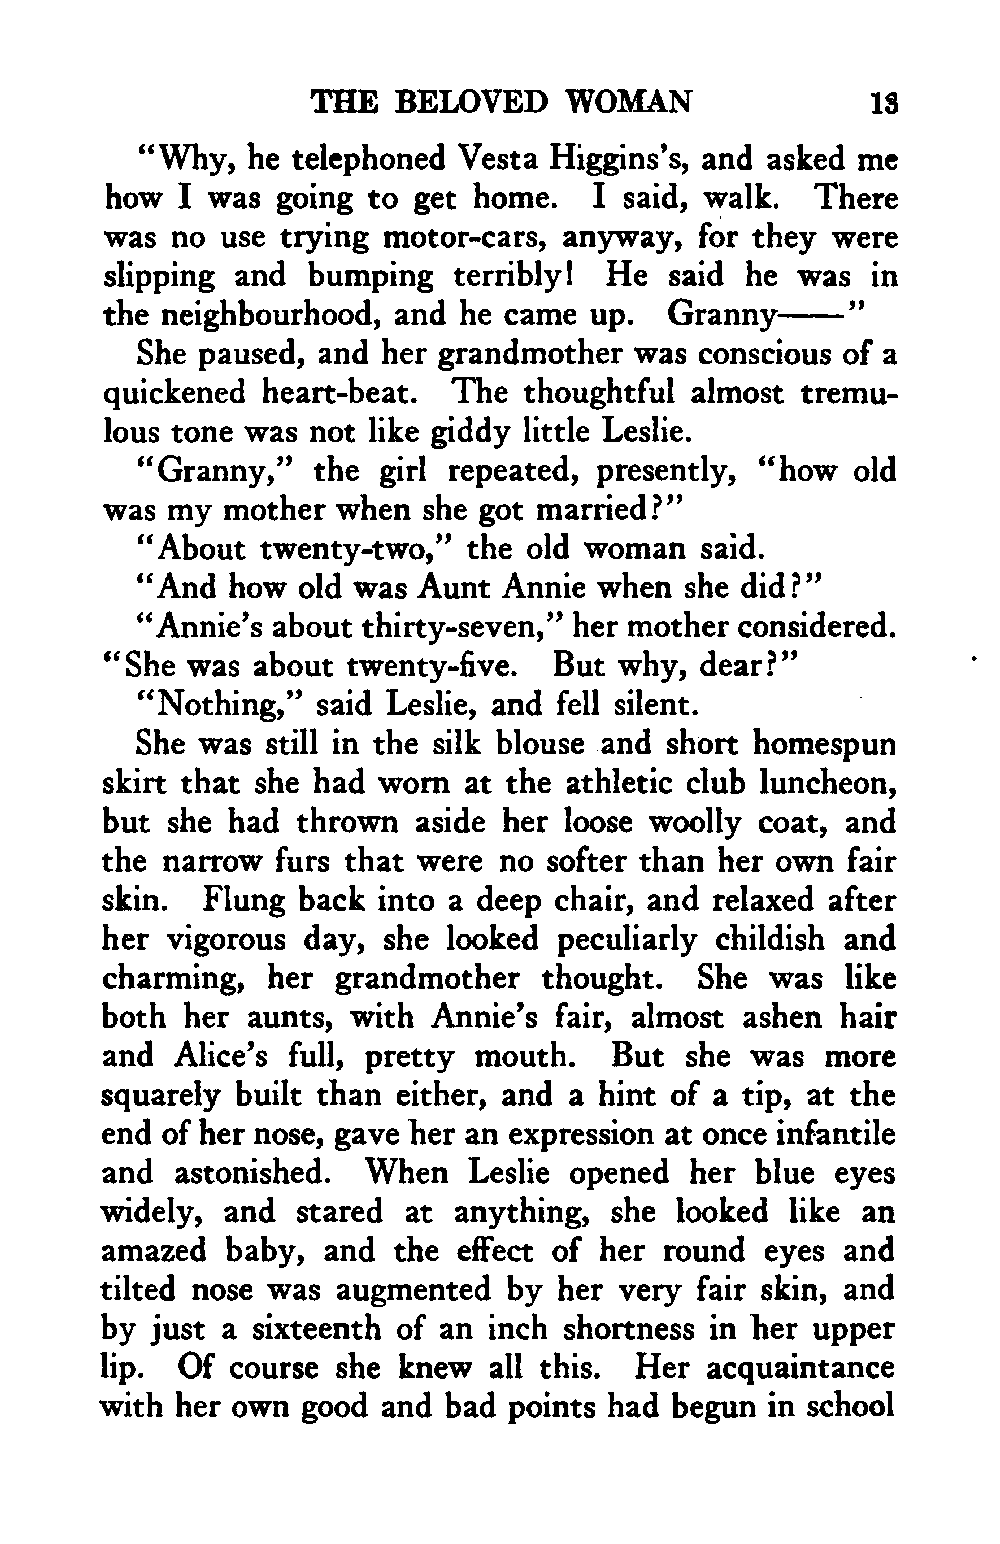 THE BELOVED WOMAN 13
“Why, he telephoned Vesta Higgins’s, and asked me
how I was going to get home. I said, walk. There
was no use trying motor-cars, anyway, for they were
slipping and bumping terribly! He said he was in
the neighbourhood, and he came up. Granny——”
She paused, and her grandmother was conscious of a
quickened heart-beat. The thoughtful almost tremu-
lous tone was not like giddy little Leslie.
“Granny,” the girl repeated, presently, “how old
was my mother when she got married?”
“About twenty-two,” the old woman said.
“And how old was Aunt Annie when she did?”
“Annie’s about thirty-seven,” her mother considered.
“She was about twenty-five. But why, dear?”
“Nothing,” said Leslie, and fell silent.
She was still in the silk blouse and short homespun
skirt that she had worn at the athletic club luncheon,
but she had thrown aside her loose woolly coat, and
the narrow furs that were no softer than her own fair
skin. Flung back into a deep chair, and relaxed after
her vigorous day, she looked peculiarly childish and
charming, her grandmother thought. She was like
both her aunts, with Annie’s fair, almost ashen hair
and Alice’s full, pretty mouth. But she was more
squarely built than either, and a hint of a tip, at the
end of her nose, gave her an expression at once infantile
and astonished. When Leslie opened her blue eyes
widely, and stared at anything, she looked like an
amazed baby, and the effect of her round eyes and
tilted nose was augmented by her very fair skin, and
by just a sixteenth of an inch shortness in her upper
lip. Of course she knew all this. Her acquaintance
with her own good and bad points had begun in school